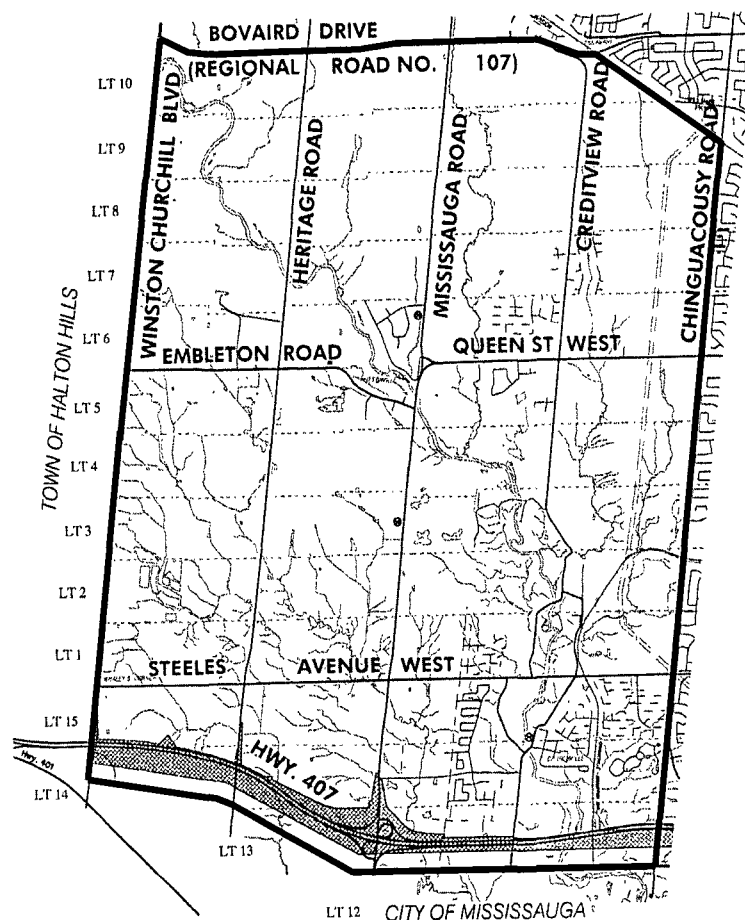 BOVAIRD DRIVE
(REGIONAL ROAD NO. 107)
LT 10
LT 9
LT 8
LT 7
LT 6
LT 5
LT 4
LT 3
LT 2
LT 1
LT 15
LT 14
LT 13
LT 12
WINSTON CHURCHILL BLVD
HERITAGE ROAD
MISSISSAUGA ROAD
CREDITVIEW ROAD
CHINGUACOUSY ROAD
TOWN OF HALTON HILLS
EMBLETON ROAD
QUEEN ST WEST
STEELES AVENUE WEST
HWY. 407
Hwy. 401
CITY OF MISSISSAUGA